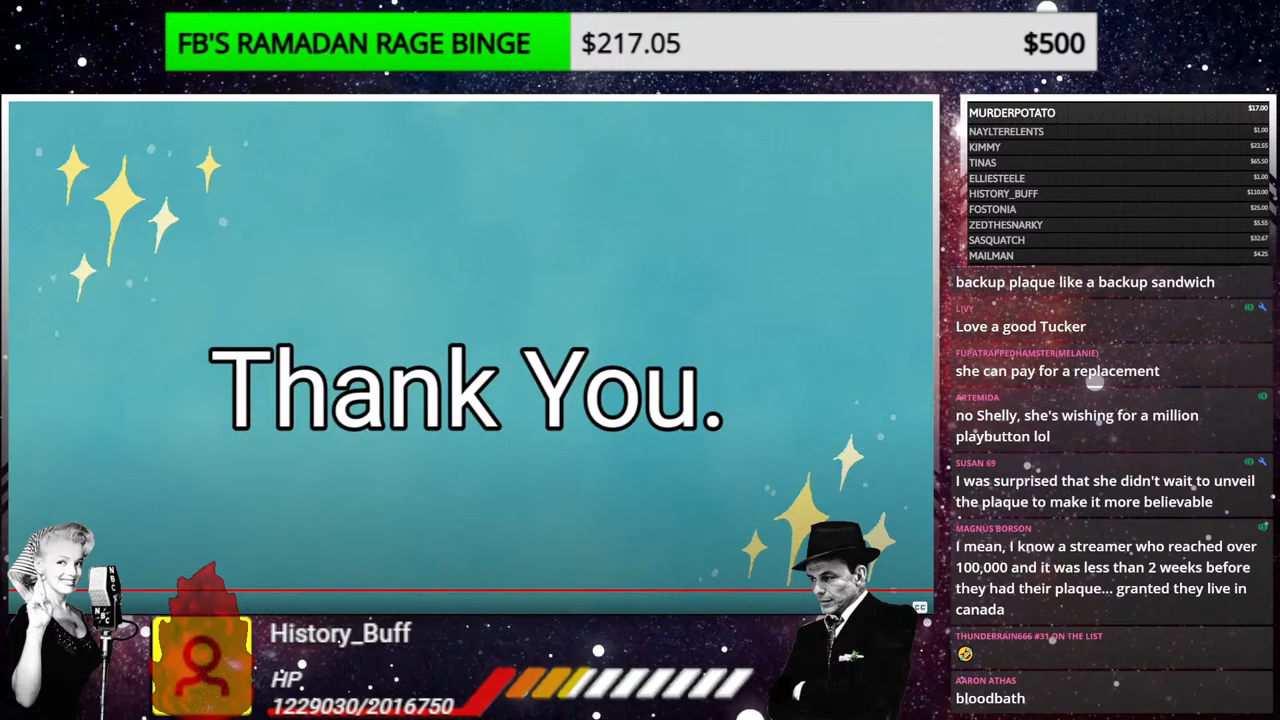 FB'S RAMADAN RAGE BINGE $217.05 $500
MURDERPOTATO $17.00
NAYLTERELENTS $1.00
KIMMY $22.55
TINAS $65.50
ELLIESTEELE $1.00
HISTORY_BUFF $110.00
FOSTONIA $25.00
ZEDTHESNARKY $5.55
SASQUATCH $32.67
MAILMAN $4.25
backup plaque like a backup sandwich
LIVY
Love a good Tucker
FUPATRAPPEDHAMSTER(MELANIE)
she can pay for a replacement
ARTEMIDA
no Shelly, she's wishing for a million
playbutton lol
SUSAN 69
I was surprised that she didn't wait to unveil
the plaque to make it more believable
MAGNUS BORSON
I mean, I know a streamer who reached over
100,000 and it was less than 2 weeks before
they had their plaque... granted they live in
canada
THUNDERRAIN666 #31 ON THE LIST
AARON ATHAS
bloodbath
Thank You.
NBC
CC
History_Buff
HP
1229030/2016750